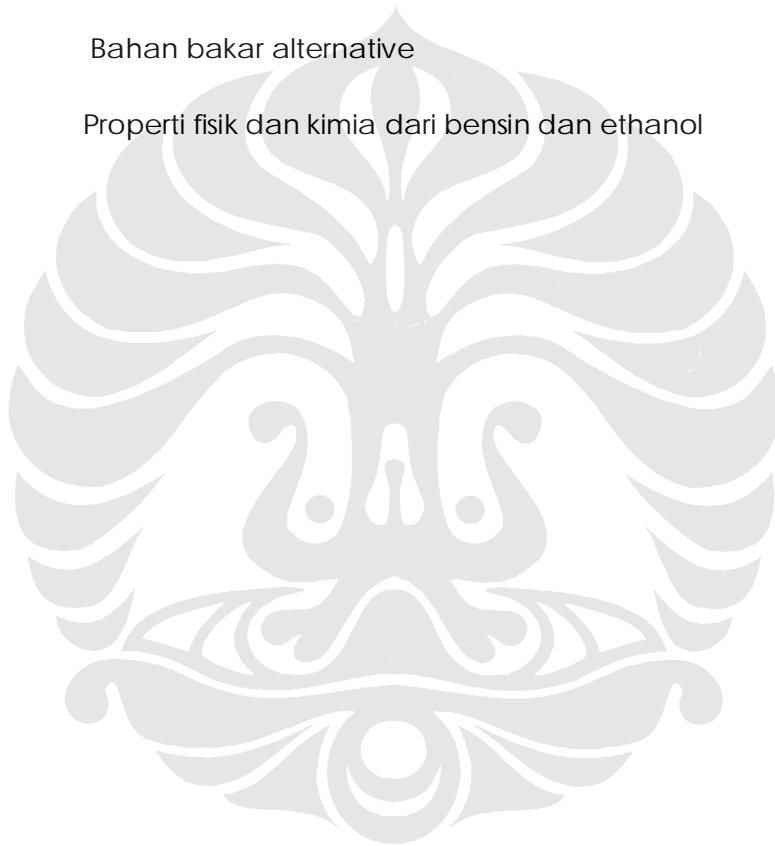 Bahan bakar alternative
Properti fisik dan kimia dari bensin dan ethanol